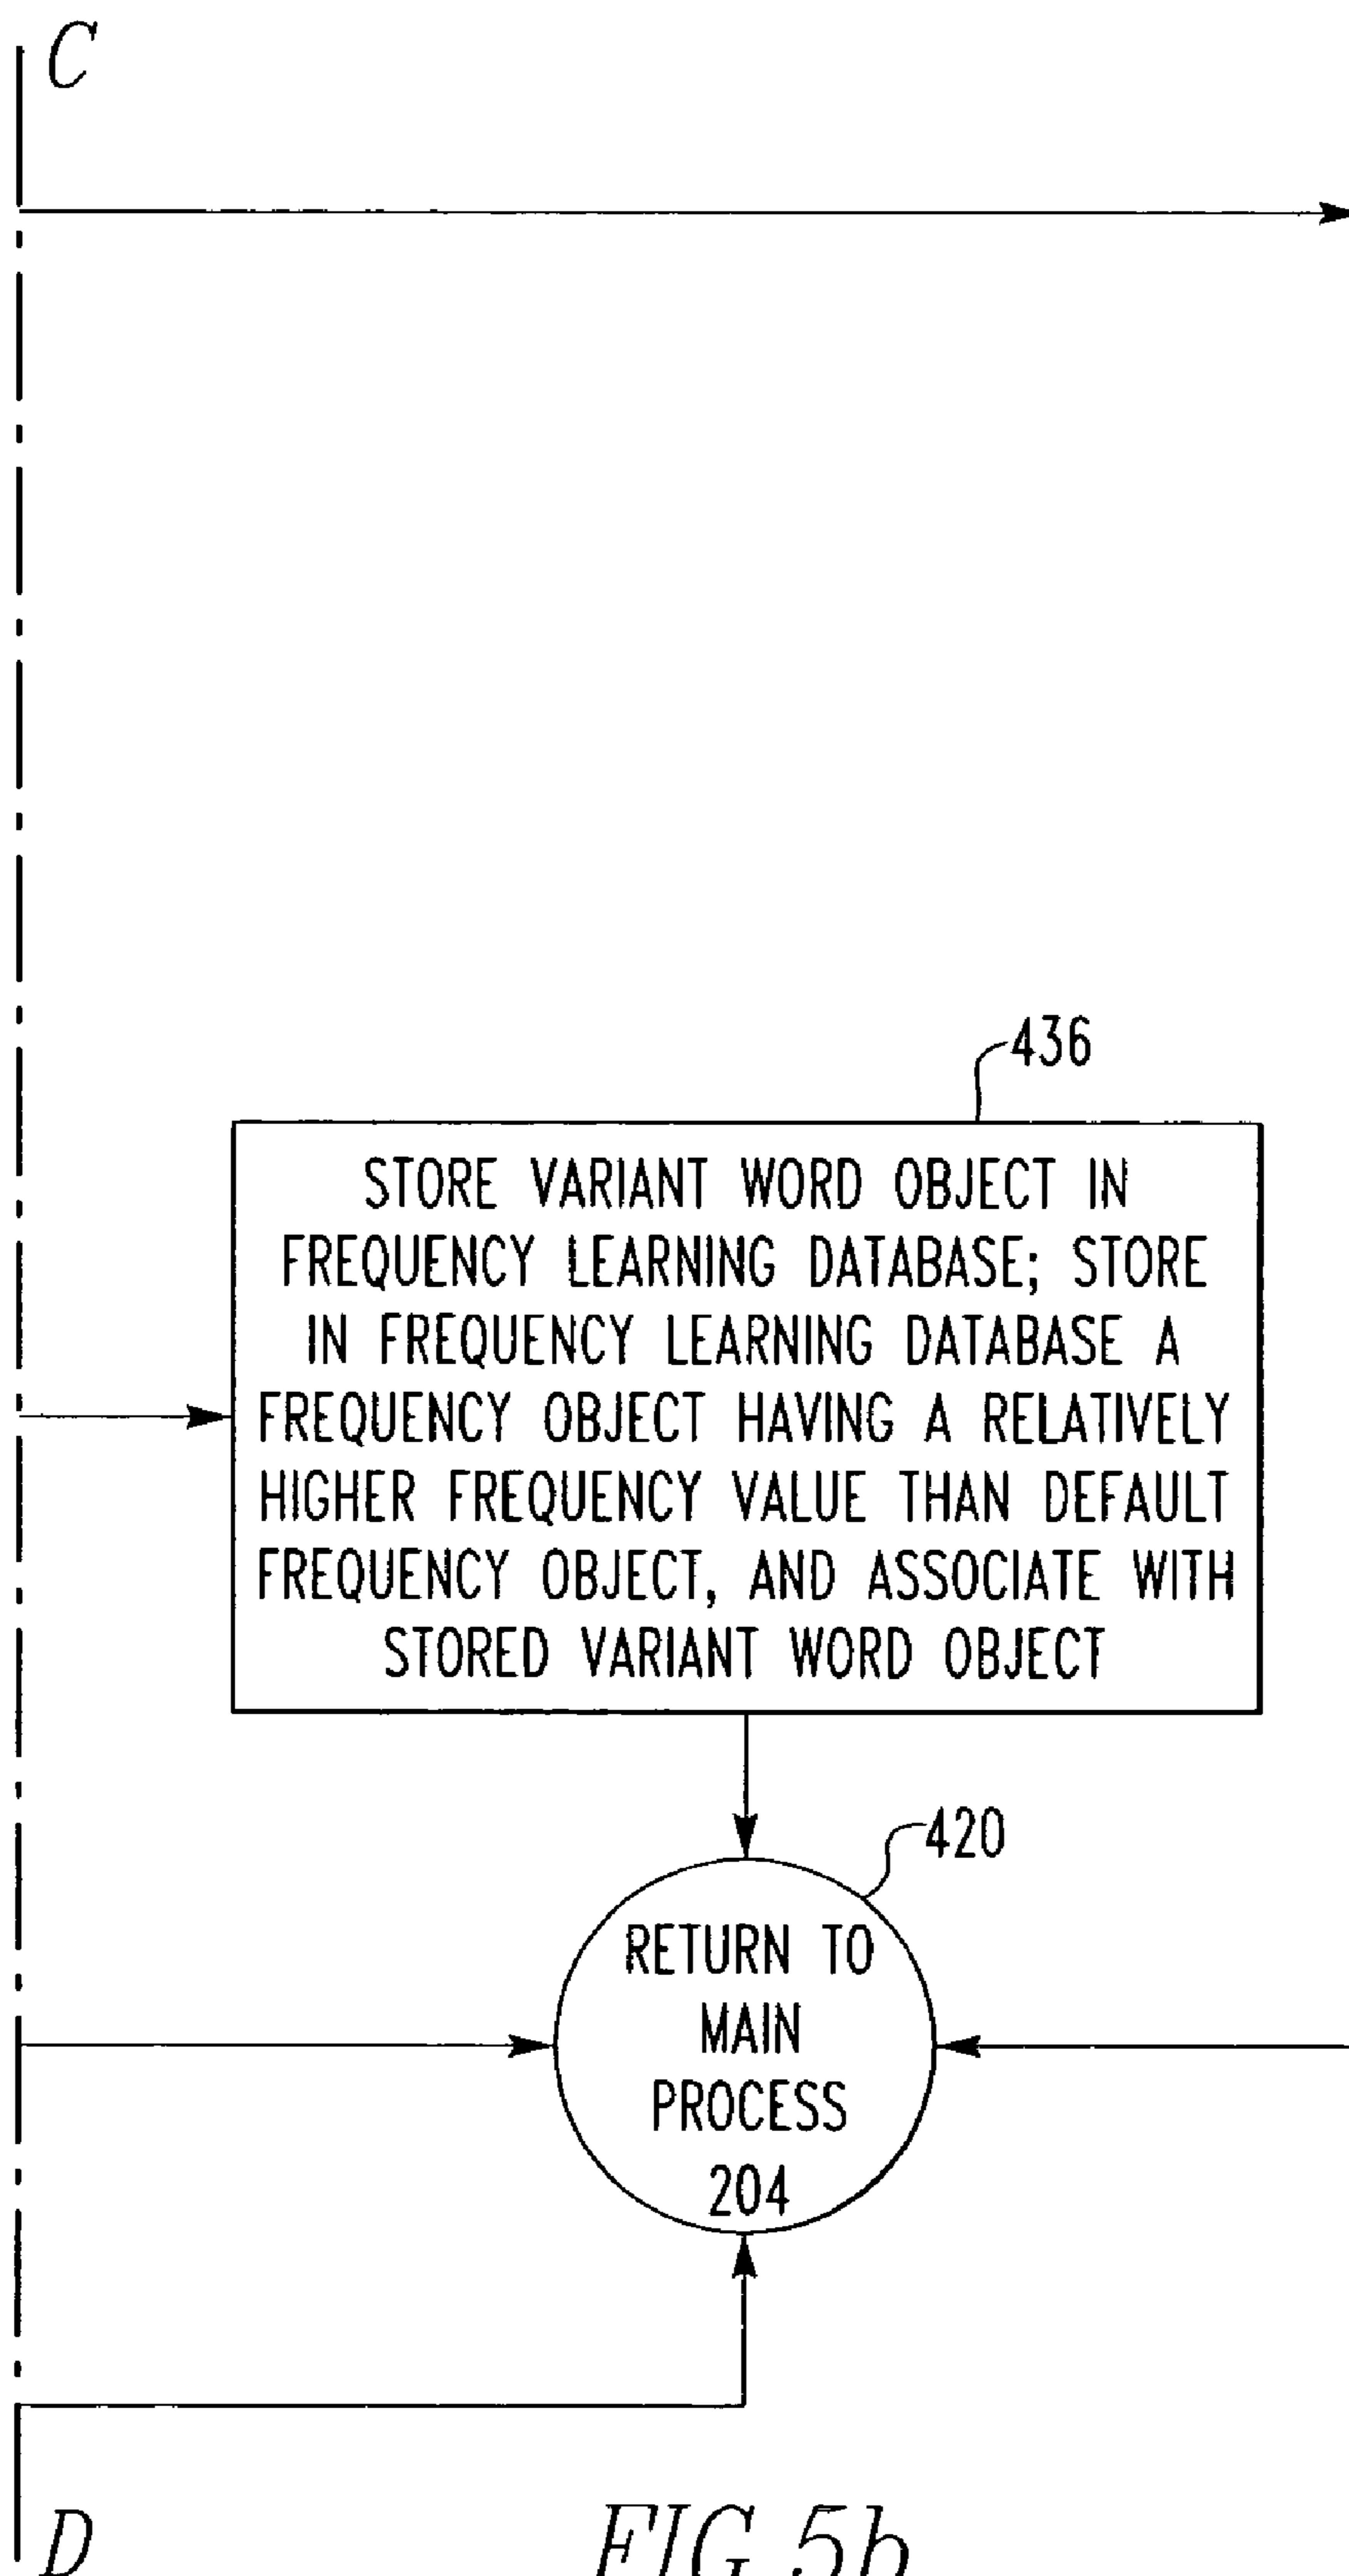 C
436
STORE VARIANT WORD OBJECT IN
FREQUENCY LEARNING DATABASE; STORE
IN FREQUENCY LEARNING DATABASE A
FREQUENCY OBJECT HAVING A RELATIVELY
HIGHER FREQUENCY VALUE THAN DEFAULT
FREQUENCY OBJECT, AND ASSOCIATE WITH
STORED VARIANT WORD OBJECT
420
RETURN TO
MAIN
PROCESS
204
D
FIG. 5b